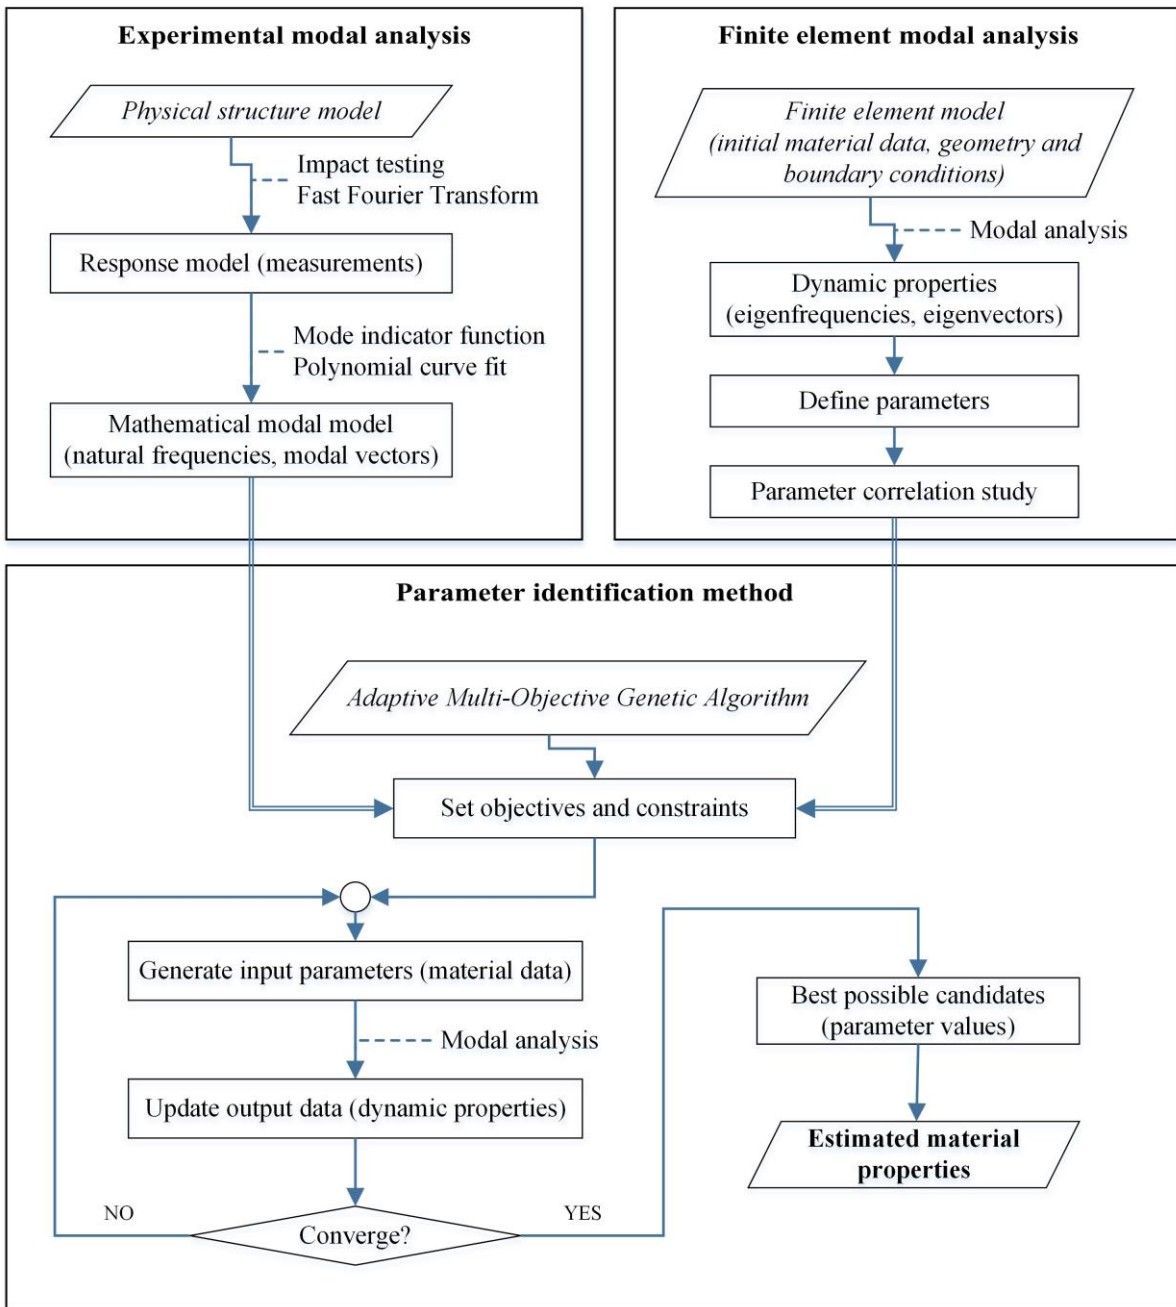 Experimental modal analysis
Physical structure model
Impact testing
Fast Fourier Transform
Response model (measurements)
Mode indicator function
Polynomial curve fit
Mathematical modal model
(natural frequencies, modal vectors)
Finite element modal analysis
Finite element model
(initial material data, geometry and
boundary conditions)
Modal analysis
Dynamic properties
(eigenfrequencies, eigenvectors)
Define parameters
Parameter correlation study
Parameter identification method
Adaptive Multi-Objective Genetic Algorithm
Set objectives and constraints
Generate input parameters (material data)
Modal analysis
Update output data (dynamic properties)
NO
Converge?
YES
Best possible candidates
(parameter values)
Estimated material
properties